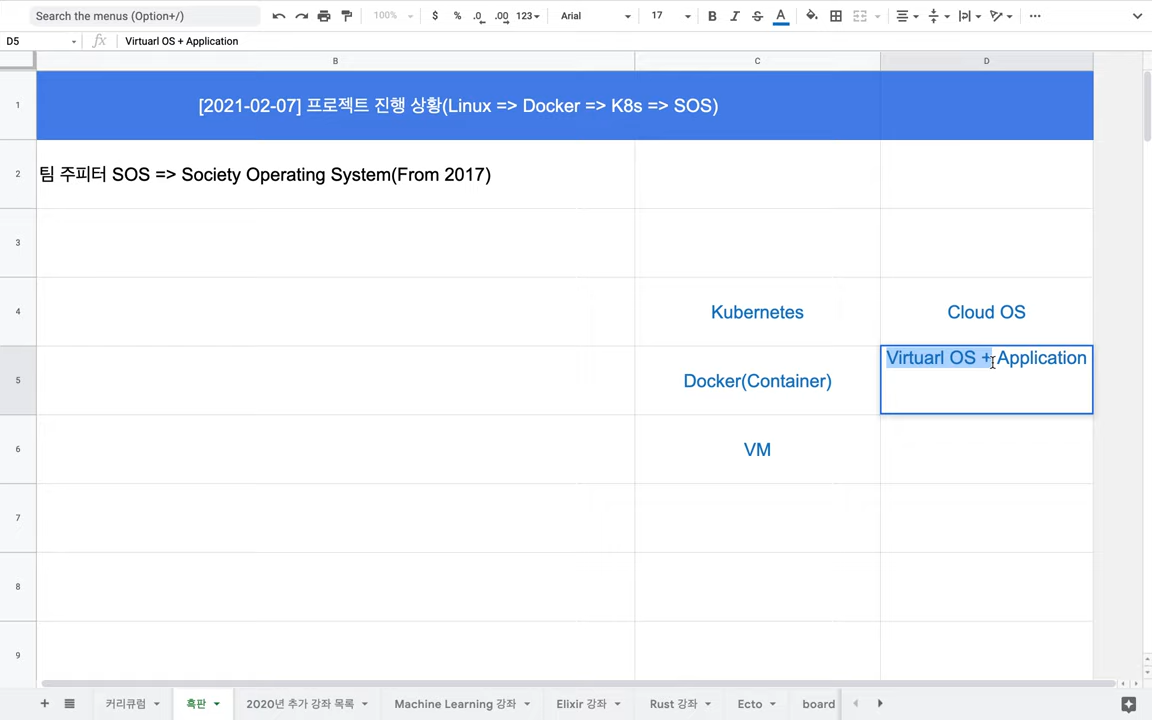 Search the menus (Option+/)
100%
$
%
.0
.00
123
Arial
17
B
I
S
A
D5
fx
Virtuarl OS + Application
B
C
D
1
[2021-02-07] 프로젝트 진행 상황(Linux => Docker => K8s => SOS)
2
팀 주피터 SOS => Society Operating System(From 2017)
3
4
Kubernetes
Cloud OS
5
Docker(Container)
Virtuarl OS + Application
6
VM
7
8
9
커리큐럼
흑판
2020년 추가 강좌 목록
Machine Learning 강좌
Elixir 강좌
Rust 강좌
Ecto
board